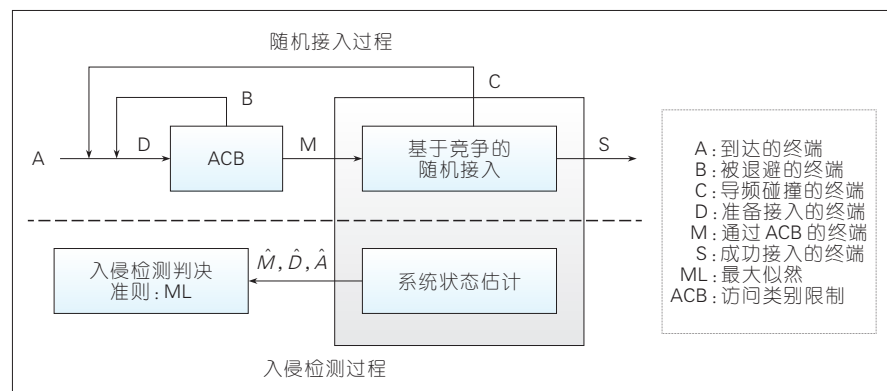 随机接入过程
C
B
A
D
ACB
M
基于竞争的
随机接入
S
入侵检测判决
准则:ML
M̂, D̂, Â
系统状态估计
入侵检测过程
A:到达的终端
B:被退避的终端
C:导频碰撞的终端
D:准备接入的终端
M:通过 ACB 的终端
S:成功接入的终端
ML:最大似然
ACB:访问类别限制